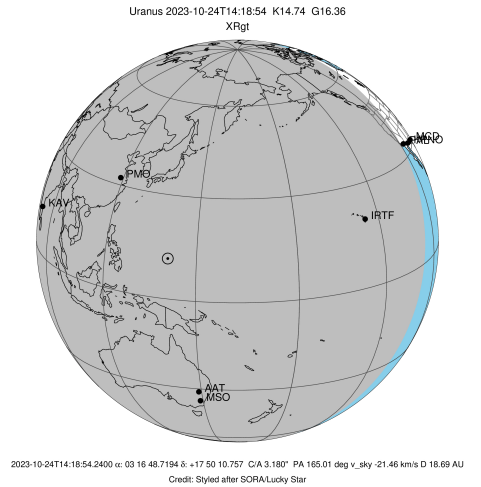 Uranus 2023-10-24T14:18:54 K14.74 G16.36
XRgt
MCD
PMO
KAV
IRTF
AAT
MSO
2023-10-24T14:18:54.2400 α: 03 16 48.7194 δ: +17 50 10.757 C/A 3.180" PA 165.01 deg v_sky -21.46 km/s D 18.69 AU
Credit: Styled after SORA/Lucky Star